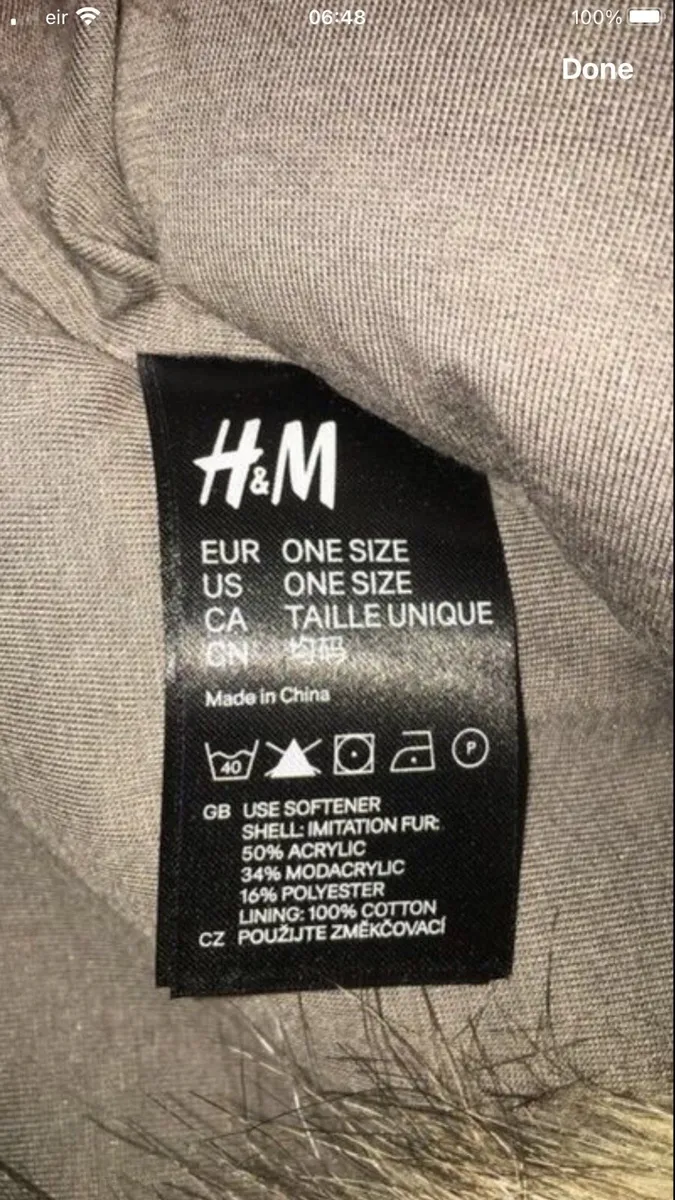 eir 06:48 100%
Done
H&M
EUR ONE SIZE
US ONE SIZE
CA TAILLE UNIQUE
CN 均码
Made in China
40 P
GB USE SOFTENER
SHELL: IMITATION FUR:
50% ACRYLIC
34% MODACRYLIC
16% POLYESTER
LINING: 100% COTTON
CZ POUŽIJTE ZMĚKČOVACÍ